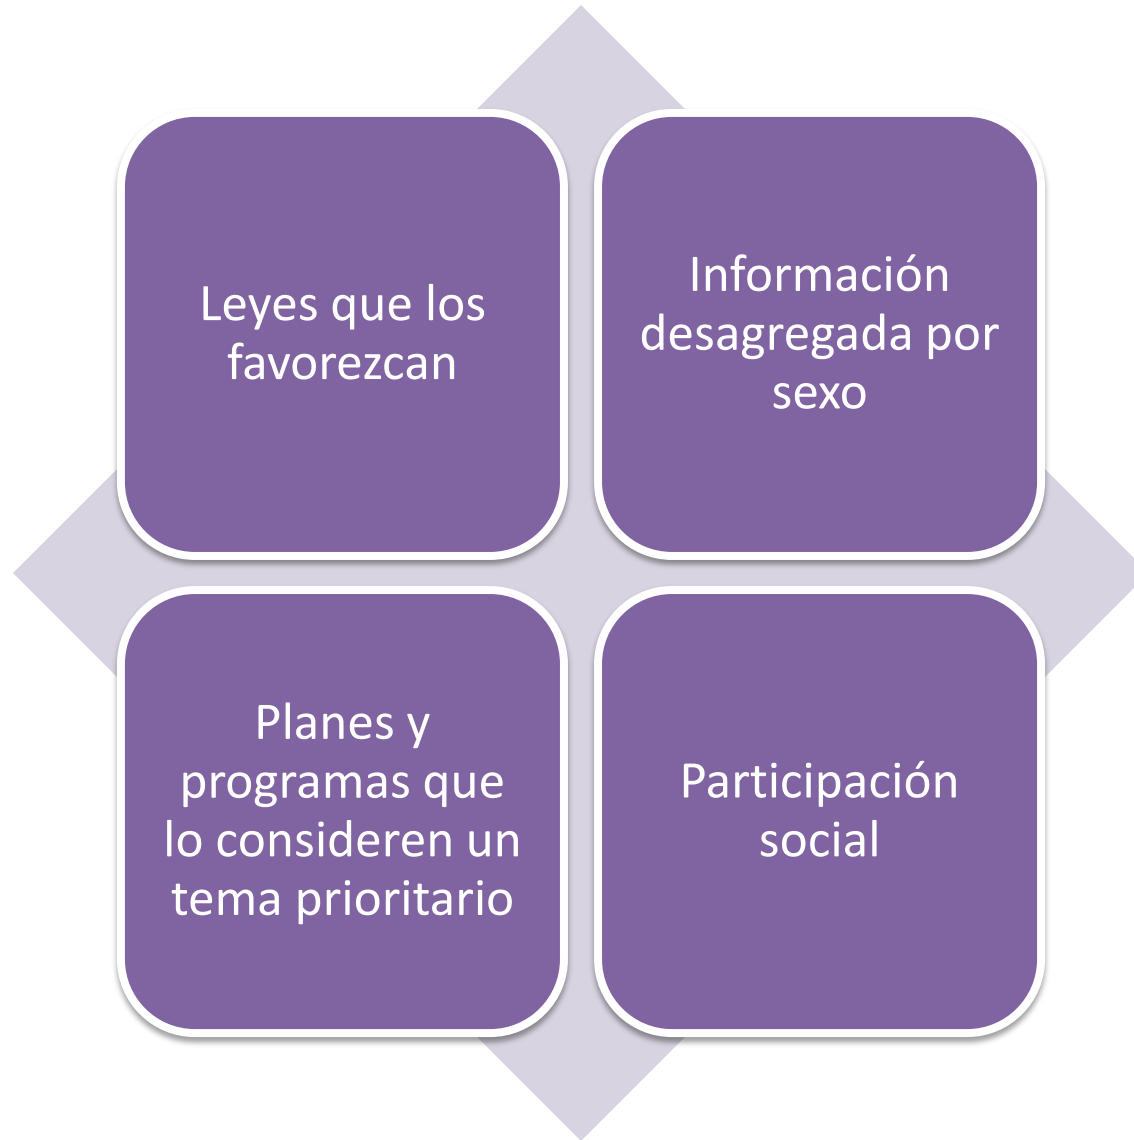 Leyes que los
favorezcan
Información
desagregada por
sexo
Planes y
programas que
lo consideren un
tema prioritario
Participación
social